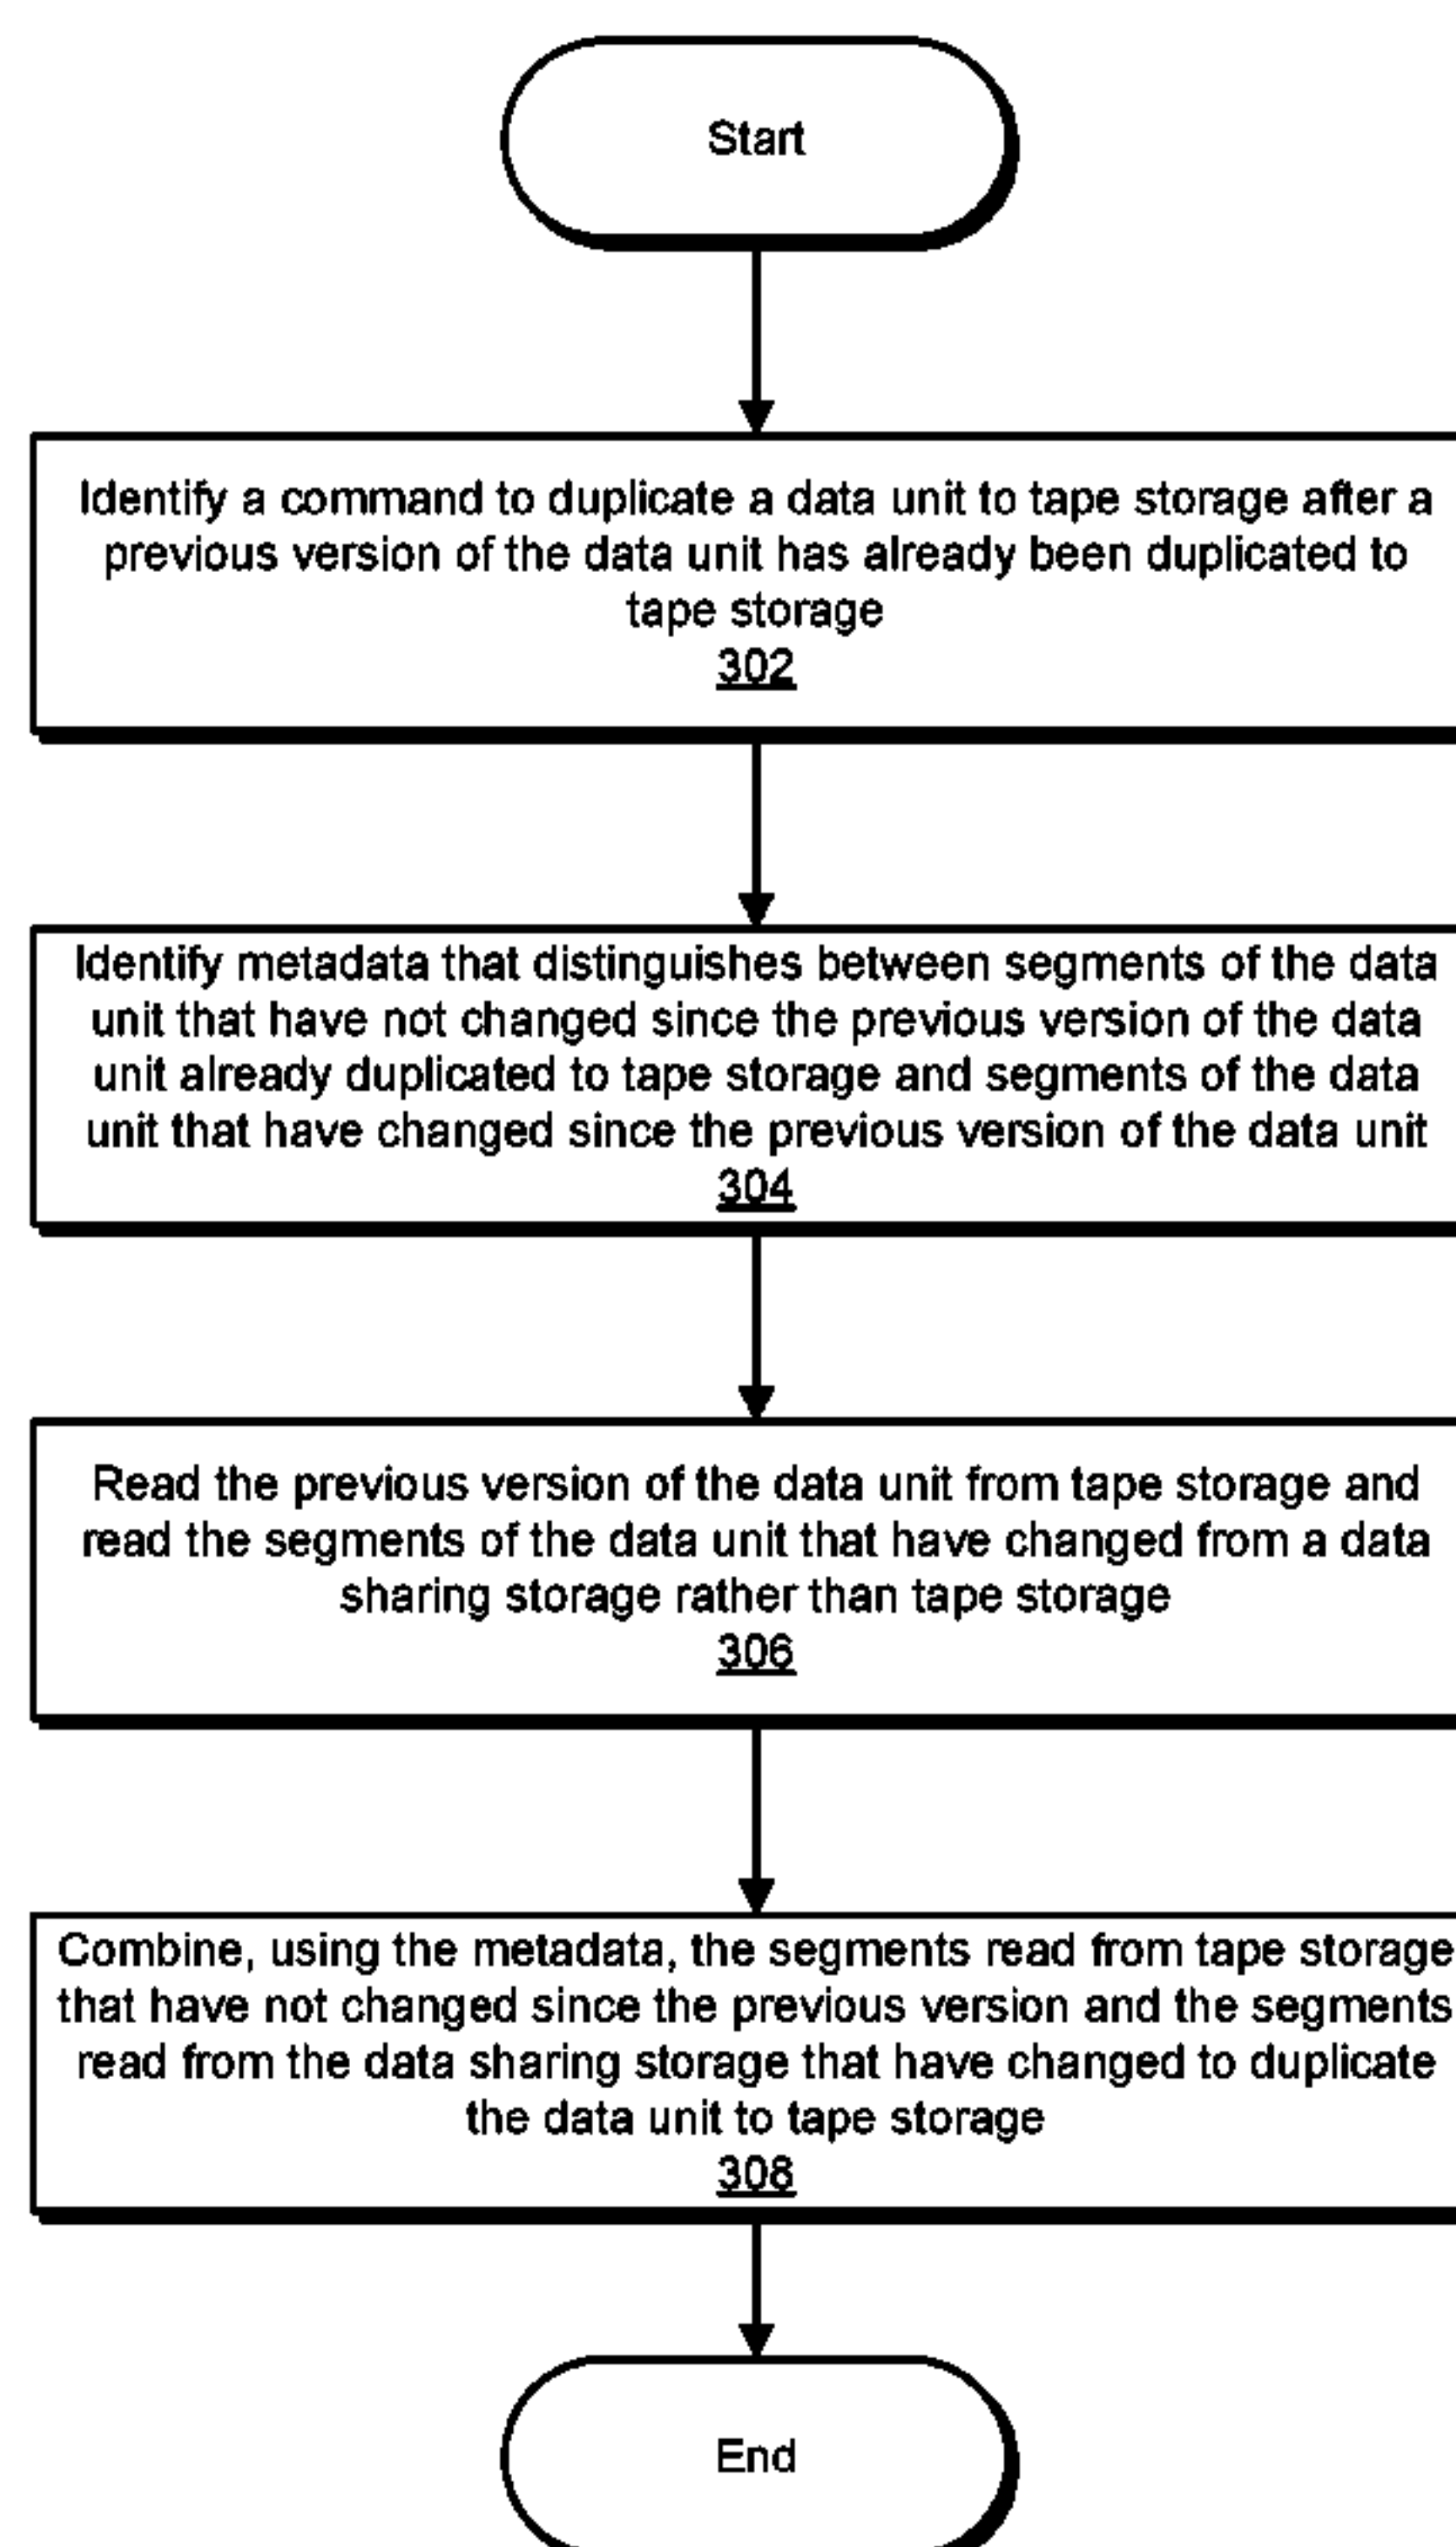 Start
Identify a command to duplicate a data unit to tape storage after a
previous version of the data unit has already been duplicated to
tape storage
302
Identify metadata that distinguishes between segments of the data
unit that have not changed since the previous version of the data
unit already duplicated to tape storage and segments of the data
unit that have changed since the previous version of the data unit
304
Read the previous version of the data unit from tape storage and
read the segments of the data unit that have changed from a data
sharing storage rather than tape storage
306
Combine, using the metadata, the segments read from tape storage
that have not changed since the previous version and the segments
read from the data sharing storage that have changed to duplicate
the data unit to tape storage
308
End